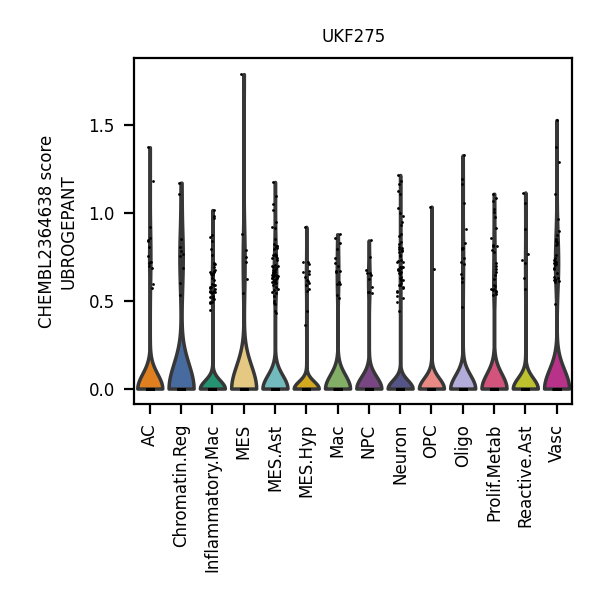 UKF275
CHEMBL2364638 score
UBROGEPANT
1.5
1.0
0.5
0.0
AC
Chromatin.Reg
Inflammatory.Mac
MES
MES.Ast
MES.Hyp
Mac
NPC
Neuron
OPC
Oligo
Prolif.Metab
Reactive.Ast
Vasc